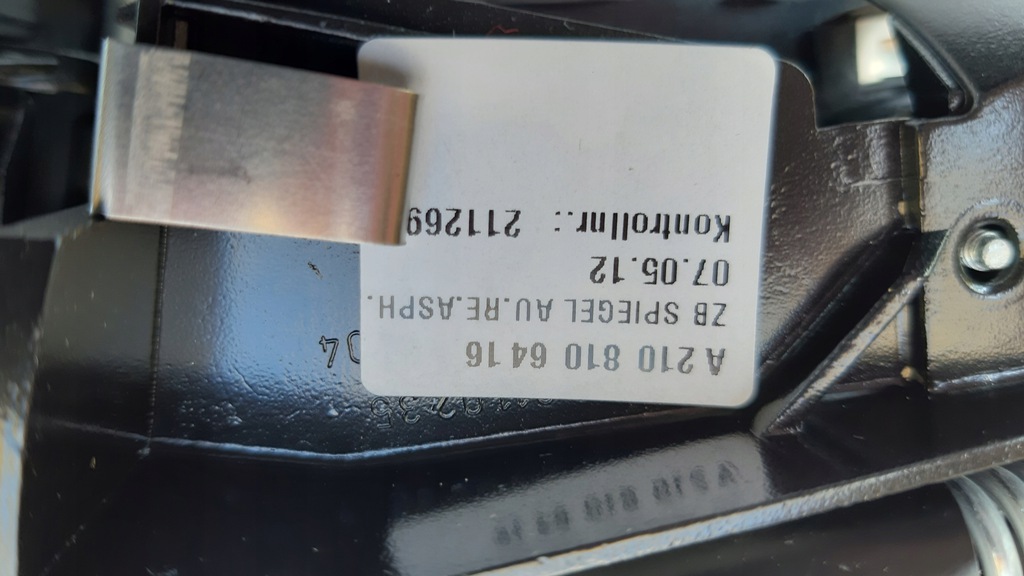 A 210 810 64 16
ZB SPIEGEL AU.RE.ASPH.
07.05.12
Kontrollnr.: 211269